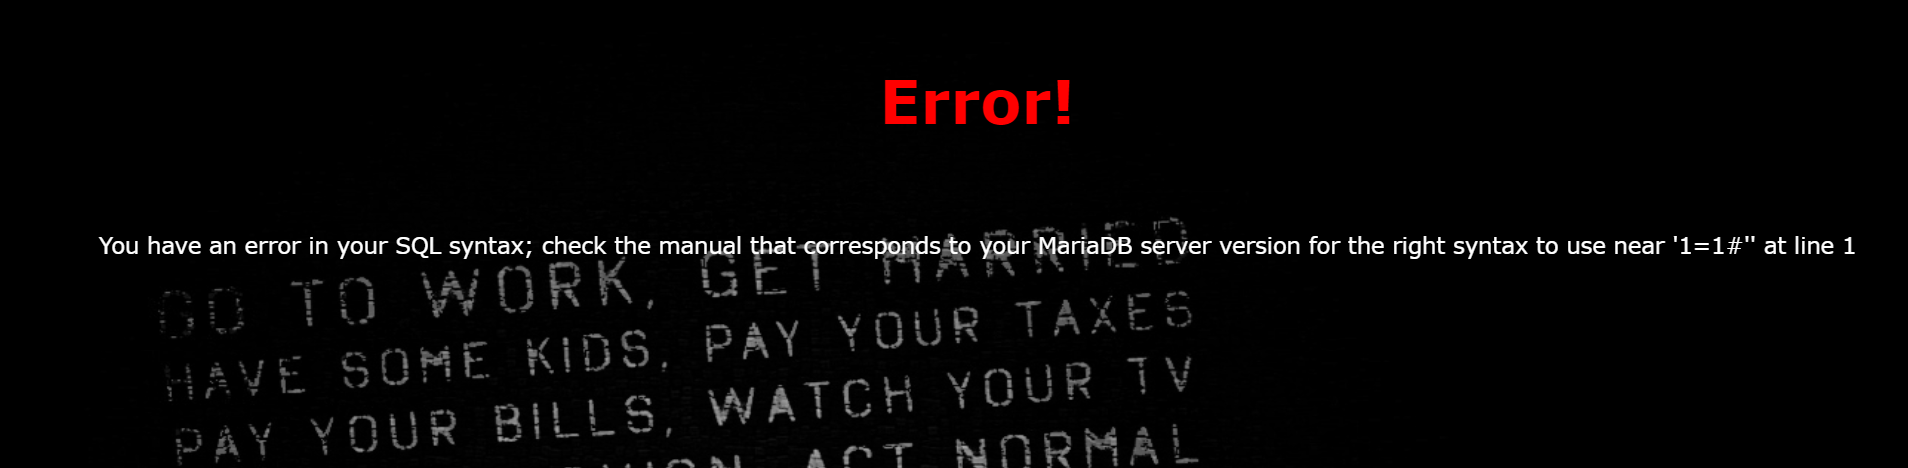 Error!
You have an error in your SQL syntax; check the manual that corresponds to your MariaDB server version for the right syntax to use near '1=1#'' at line 1
GO TO WORK, GET MARRIED
HAVE SOME KIDS, PAY YOUR TAXES
PAY YOUR BILLS, WATCH YOUR TV
ACT NORMAL